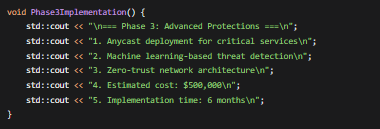 void Phase3Implementation() {
    std::cout << "\n=== Phase 3: Advanced Protections ===\n";
    std::cout << "1. Anycast deployment for critical services\n";
    std::cout << "2. Machine learning-based threat detection\n";
    std::cout << "3. Zero-trust network architecture\n";
    std::cout << "4. Estimated cost: $500,000\n";
    std::cout << "5. Implementation time: 6 months\n";
}